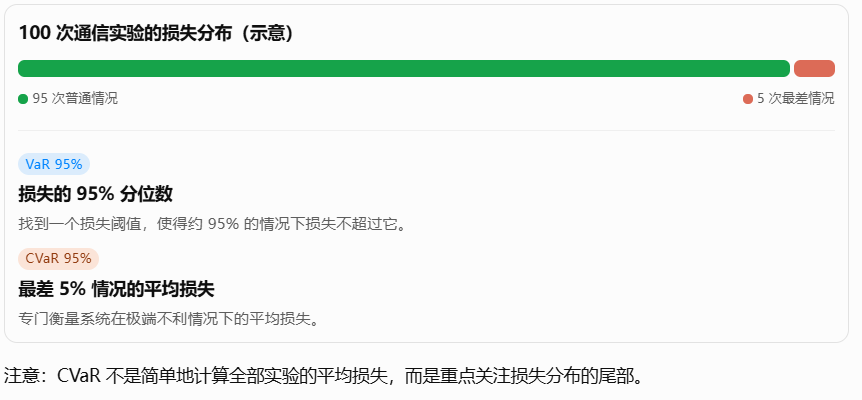 100 次通信实验的损失分布（示意）
95 次普通情况
5 次最差情况
VaR 95%
损失的 95% 分位数
找到一个损失阈值，使得约 95% 的情况下损失不超过它。
CVaR 95%
最差 5% 情况的平均损失
专门衡量系统在极端不利情况下的平均损失。
注意：CVaR 不是简单地计算全部实验的平均损失，而是重点关注损失分布的尾部。